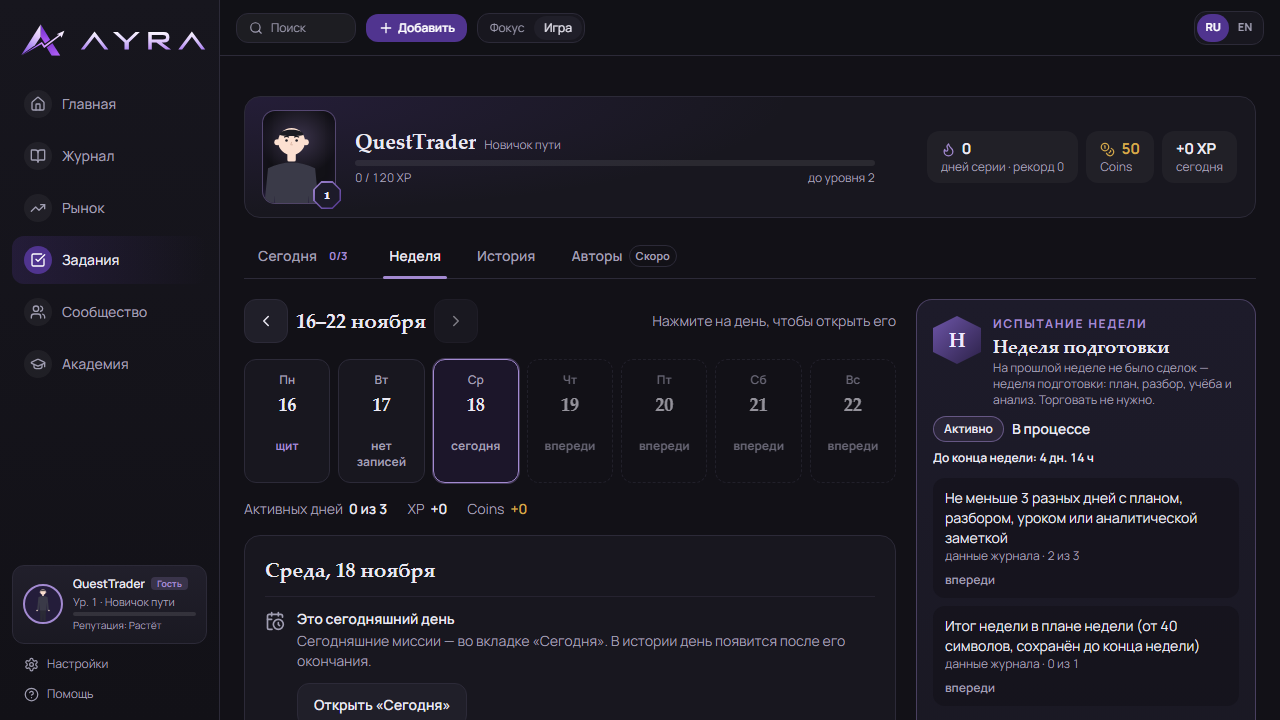 AYRA
Поиск
Добавить
Фокус
Игра
RU
EN
Главная
Журнал
Рынок
Задания
Сообщество
Академия
QuestTrader
Гость
Ур. 1 · Новичок пути
Репутация: Растёт
Настройки
Помощь
QuestTrader Новичок пути
0 / 120 XP
до уровня 2
1
0
дней серии · рекорд 0
50
Coins
+0 XP
сегодня
Сегодня 0/3
Неделя
История
Авторы Скоро
16–22 ноября
Нажмите на день, чтобы открыть его
Пн
16
щит
Вт
17
нет
записей
Ср
18
сегодня
Чт
19
впереди
Пт
20
впереди
Сб
21
впереди
Вс
22
впереди
Активных дней 0 из 3 XP +0 Coins +0
Среда, 18 ноября
Это сегодняшний день
Сегодняшние миссии — во вкладке «Сегодня». В истории день появится после его
окончания.
Открыть «Сегодня»
Н
ИСПЫТАНИЕ НЕДЕЛИ
Неделя подготовки
На прошлой неделе не было сделок —
неделя подготовки: план, разбор, учёба и
анализ. Торговать не нужно.
Активно В процессе
До конца недели: 4 дн. 14 ч
Не меньше 3 разных дней с планом,
разбором, уроком или аналитической
заметкой
данные журнала · 2 из 3
впереди
Итог недели в плане недели (от 40
символов, сохранён до конца недели)
данные журнала · 0 из 1
впереди